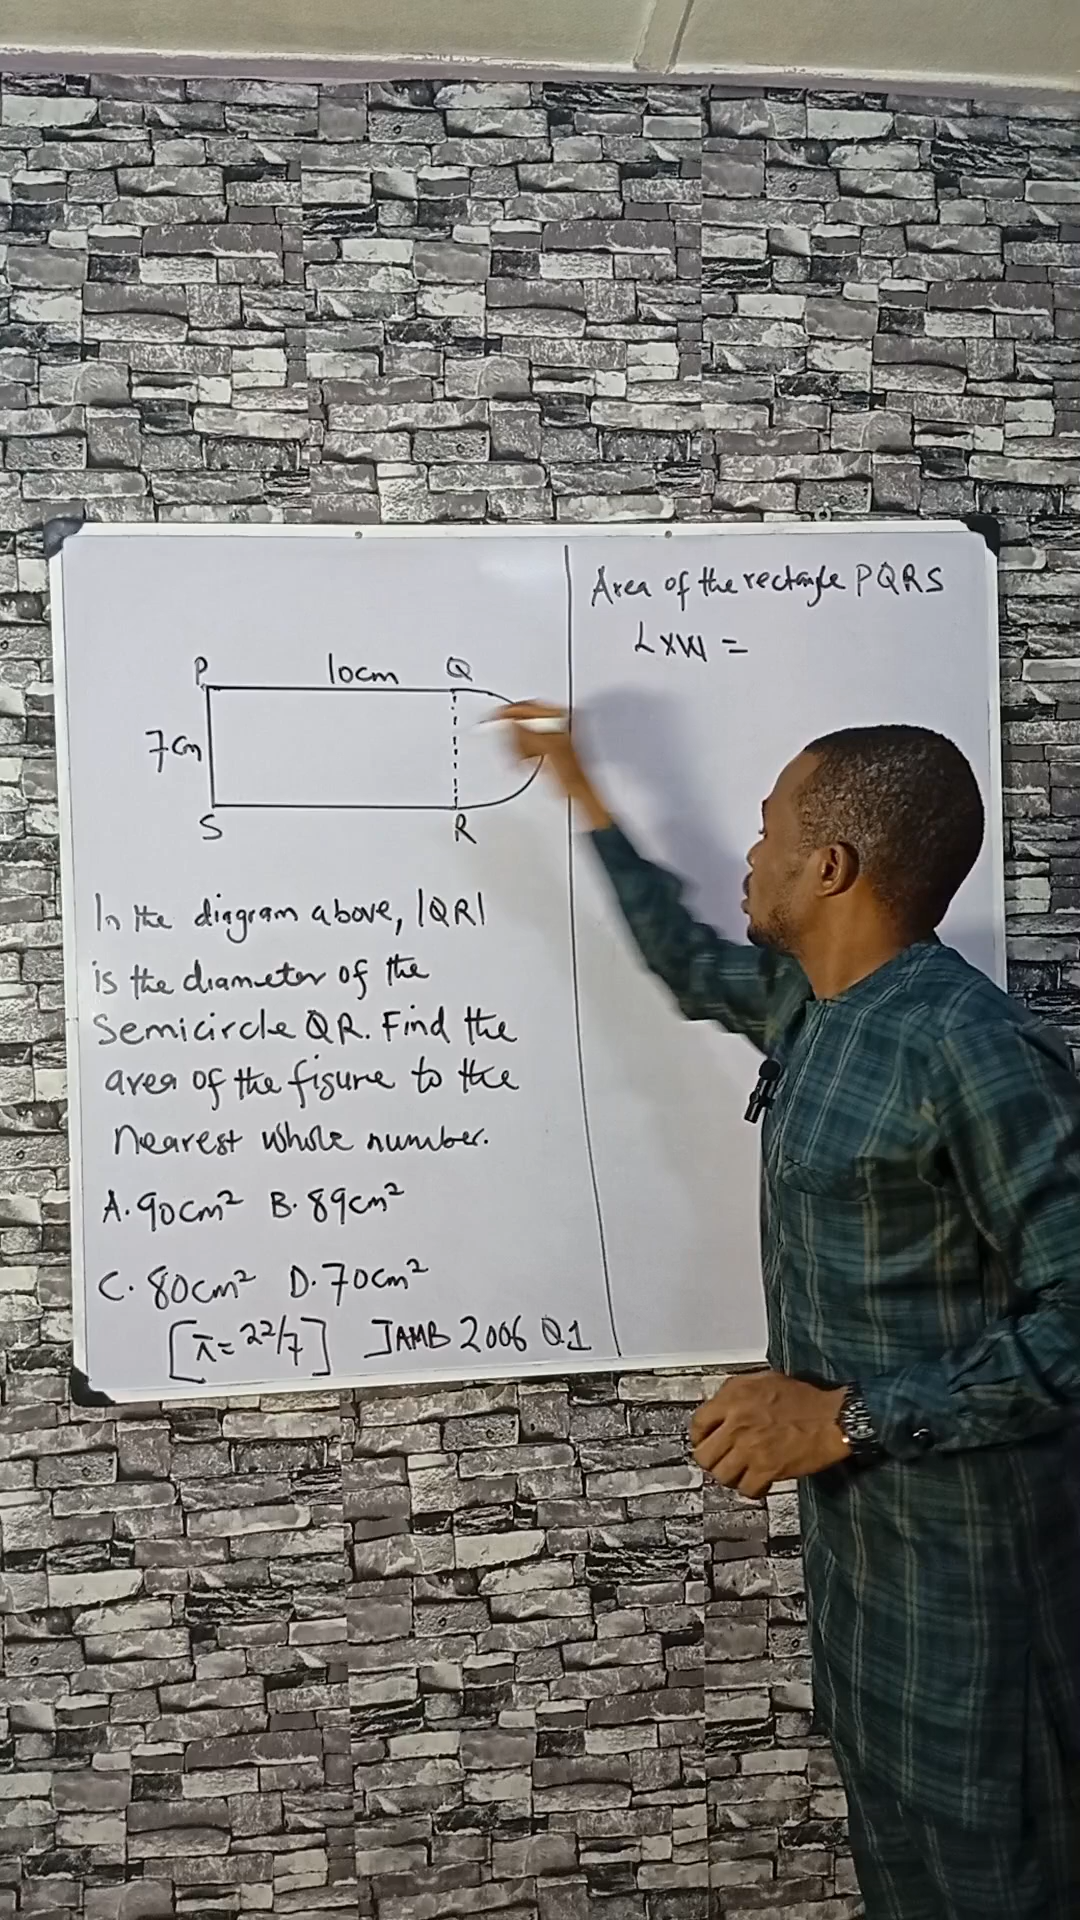 P 10cm Q
7cm
S R
In the diagram above, |QR|
is the diameter of the
Semicircle QR. Find the
area of the figure to the
nearest whole number.
A. 90cm² B. 89cm²
C. 80cm² D. 70cm²
[π = 22/7] JAMB 2006 Q1
Area of the rectangle PQRS
L×W =